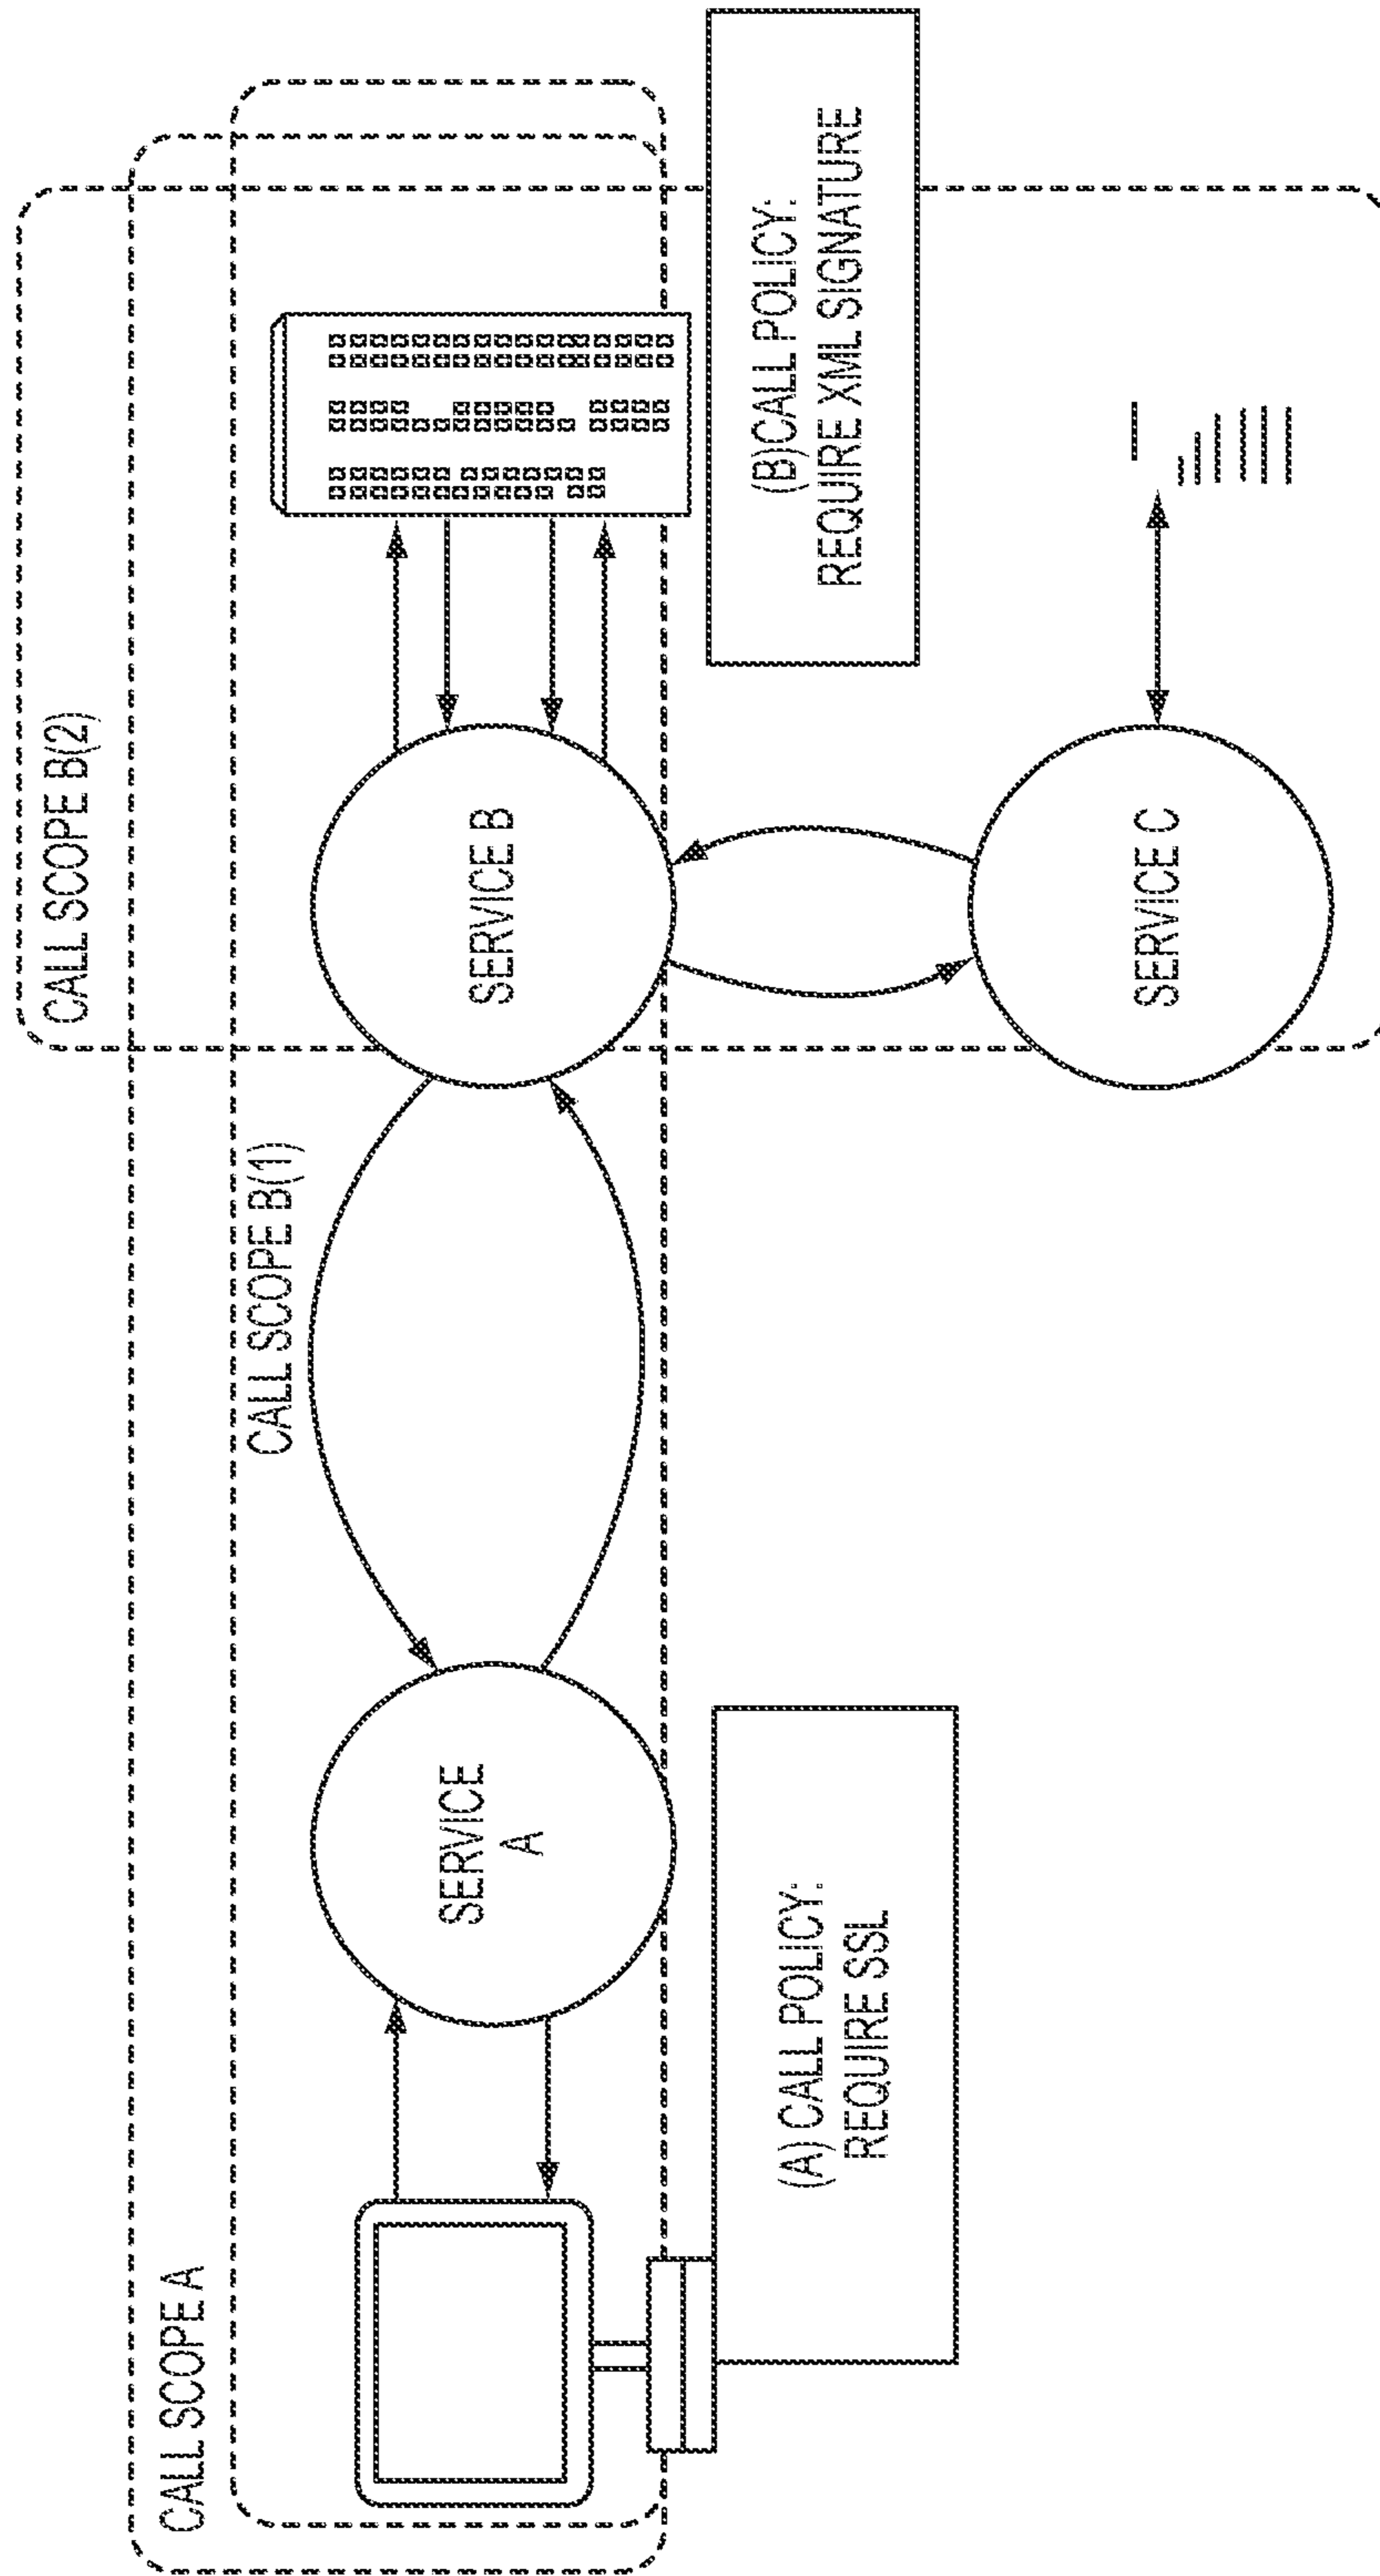 CALL SCOPE A
CALL SCOPE B(2)
CALL SCOPE B(1)
SERVICE
A
SERVICE B
(A) CALL POLICY:
REQUIRE SSL
(B)CALL POLICY:
REQUIRE XML SIGNATURE
SERVICE C